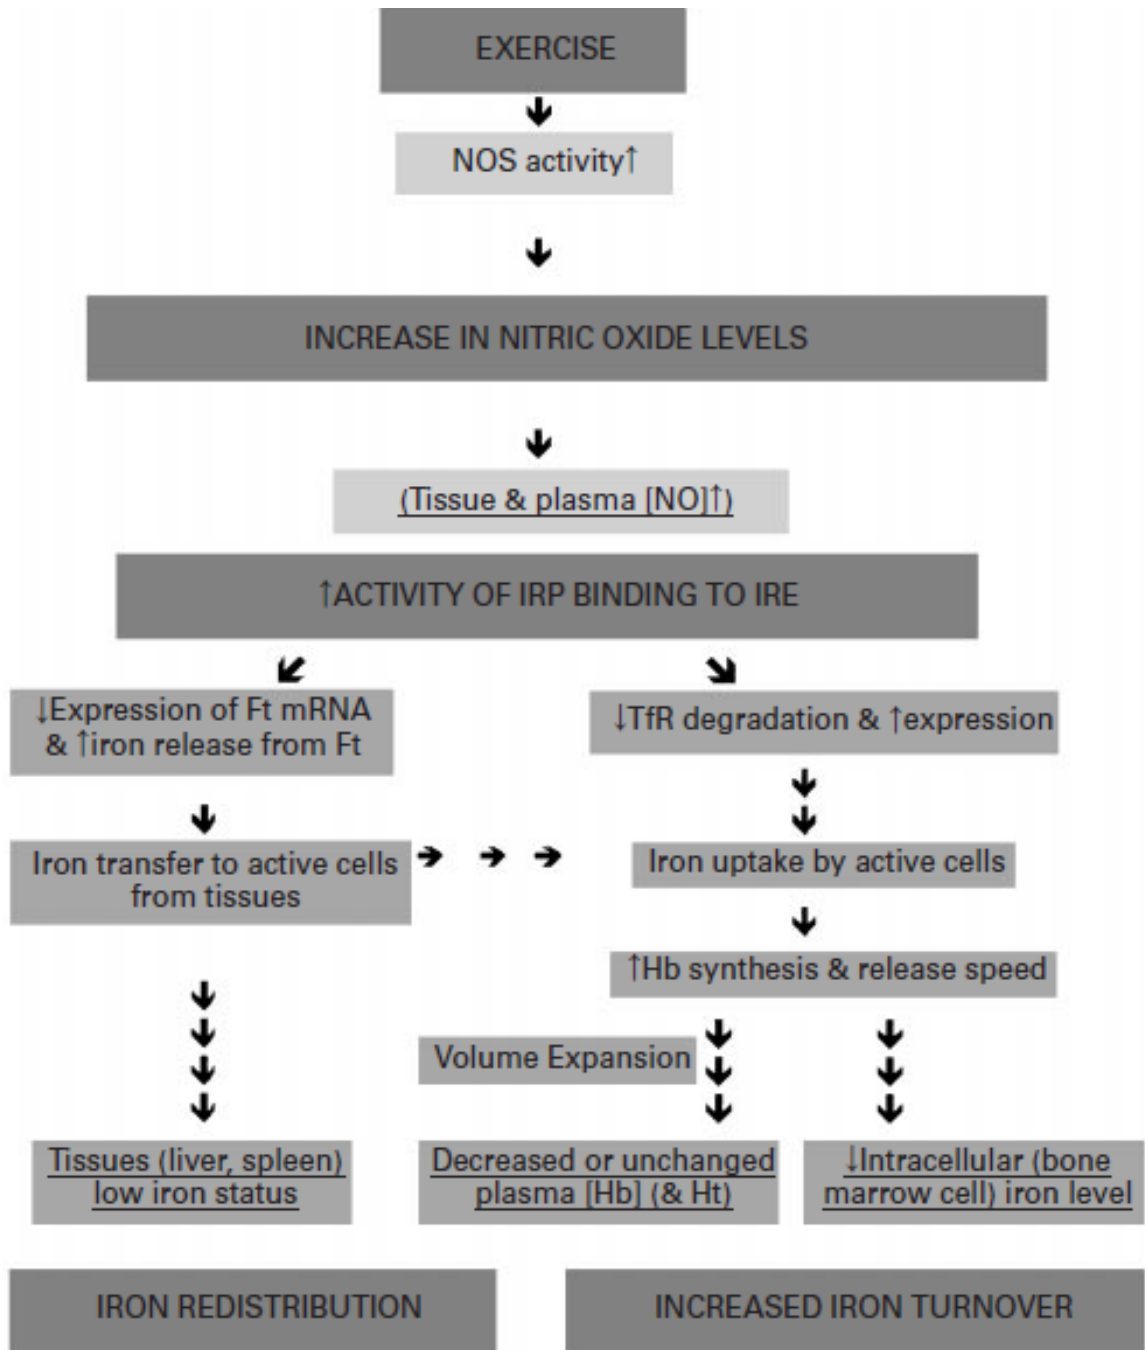 EXERCISE
NOS activity↑
INCREASE IN NITRIC OXIDE LEVELS
(Tissue & plasma [NO]↑)
↑ACTIVITY OF IRP BINDING TO IRE
↓Expression of Ft mRNA
& ↑iron release from Ft
↓TfR degradation & ↑expression
Iron transfer to active cells
from tissues
Iron uptake by active cells
↑Hb synthesis & release speed
Volume Expansion
Tissues (liver, spleen)
low iron status
Decreased or unchanged
plasma [Hb] (& Ht)
↓Intracellular (bone
marrow cell) iron level
IRON REDISTRIBUTION
INCREASED IRON TURNOVER